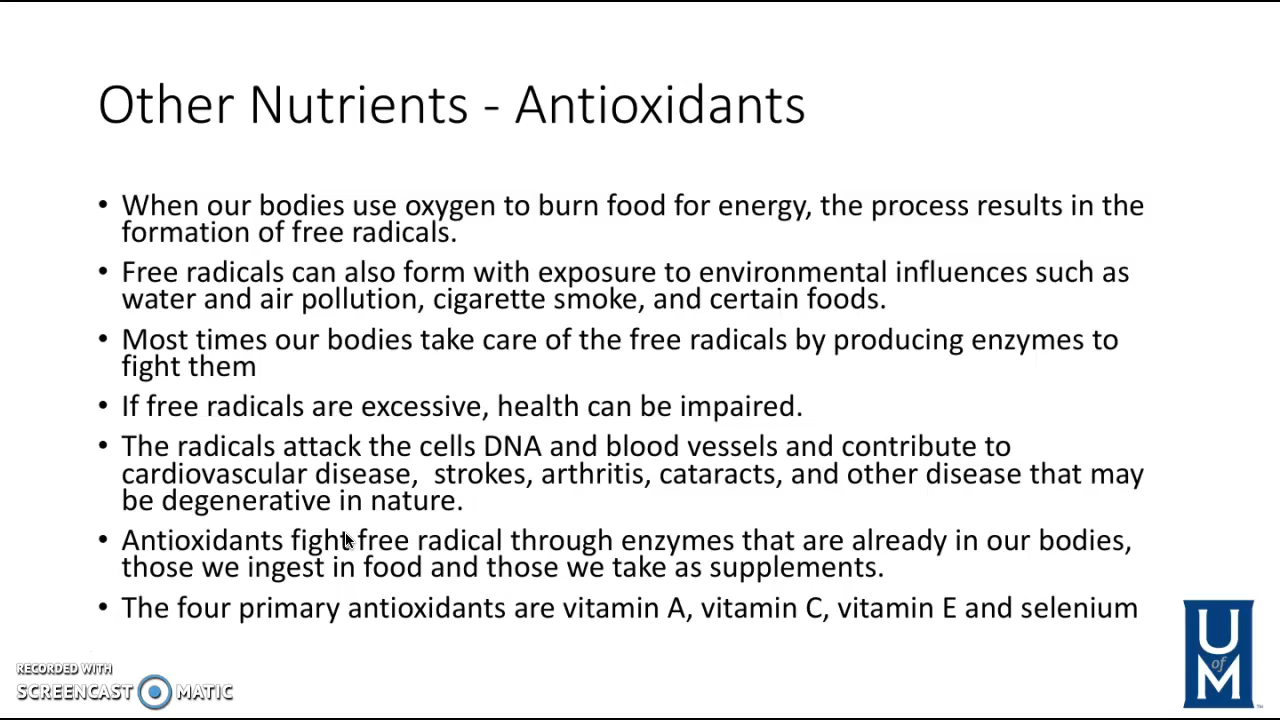 Other Nutrients - Antioxidants
• When our bodies use oxygen to burn food for energy, the process results in the
formation of free radicals.
• Free radicals can also form with exposure to environmental influences such as
water and air pollution, cigarette smoke, and certain foods.
• Most times our bodies take care of the free radicals by producing enzymes to
fight them
• If free radicals are excessive, health can be impaired.
• The radicals attack the cells DNA and blood vessels and contribute to
cardiovascular disease,  strokes, arthritis, cataracts, and other disease that may
be degenerative in nature.
• Antioxidants fight free radical through enzymes that are already in our bodies,
those we ingest in food and those we take as supplements.
• The four primary antioxidants are vitamin A, vitamin C, vitamin E and selenium
U
of
M
TM
RECORDED WITH
SCREENCAST MATIC